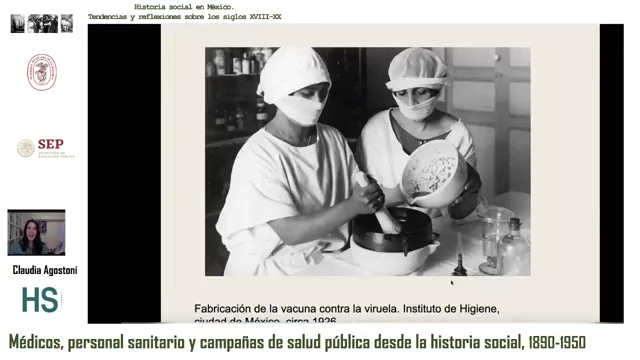 Historia social en México.
Tendencias y reflexiones sobre los siglos XVIII-XX
SEP
Claudia Agostoni
HS
Fabricación de la vacuna contra la viruela. Instituto de Higiene,
ciudad de México, circa 1926
Médicos, personal sanitario y campañas de salud pública desde la historia social, 1890-1950